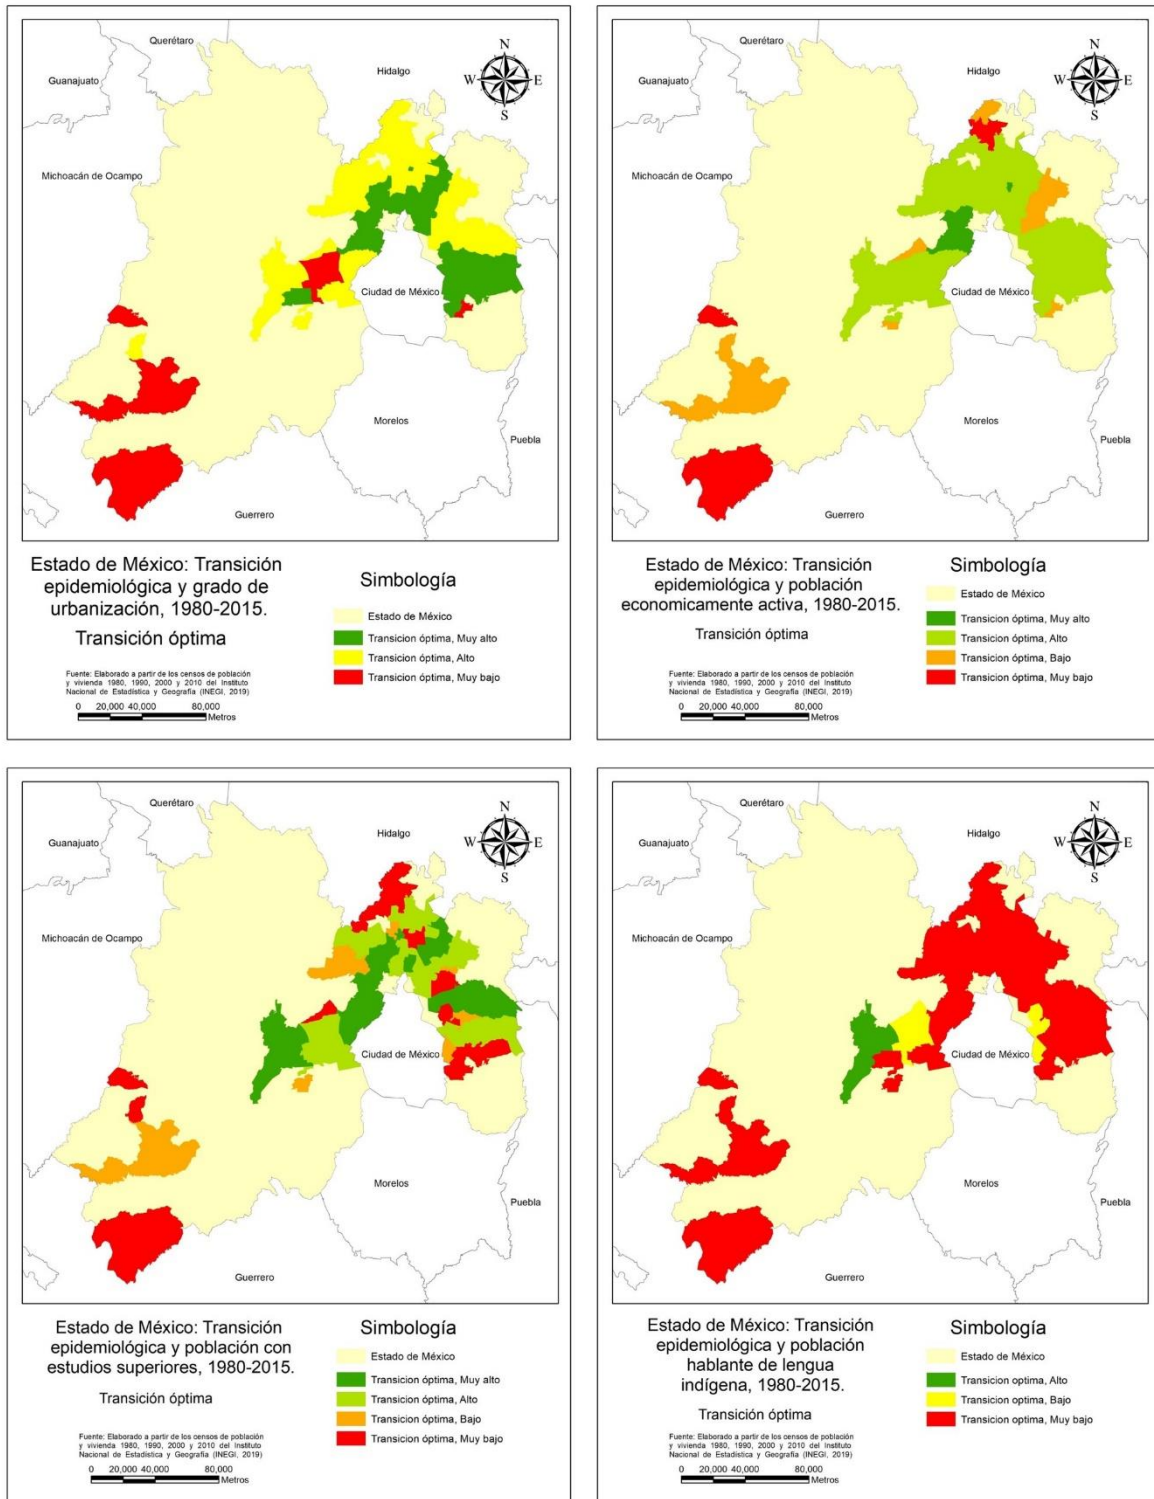 Querétaro
Guanajuato
Hidalgo
N
W
E
S
Michoacán de Ocampo
Ciudad de México
Morelos
Puebla
Guerrero
Estado de México: Transición
epidemiológica y grado de
urbanización, 1980-2015.
Transición óptima
Fuente: Elaborado a partir de los censos de población
y vivienda 1980, 1990, 2000 y 2010 del Instituto
Nacional de Estadística y Geografía (INEGI, 2019)
0 20,000 40,000 80,000
Metros
Simbología
Estado de México
Transicion óptima, Muy alto
Transicion óptima, Alto
Transicion óptima, Muy bajo
Querétaro
Guanajuato
Hidalgo
N
W
E
S
Michoacán de Ocampo
Ciudad de México
Morelos
Puebla
Guerrero
Estado de México: Transición
epidemiológica y población
economicamente activa, 1980-2015.
Transición óptima
Fuente: Elaborado a partir de los censos de población
y vivienda 1980, 1990, 2000 y 2010 del Instituto
Nacional de Estadística y Geografía (INEGI, 2019)
0 20,000 40,000 80,000
Metros
Simbología
Estado de México
Transicion óptima, Muy alto
Transicion óptima, Alto
Transicion óptima, Bajo
Transicion óptima, Muy bajo
Querétaro
Guanajuato
Hidalgo
N
W
E
S
Michoacán de Ocampo
Ciudad de México
Morelos
Puebla
Guerrero
Estado de México: Transición
epidemiológica y población con
estudios superiores, 1980-2015.
Transición óptima
Fuente: Elaborado a partir de los censos de población
y vivienda 1980, 1990, 2000 y 2010 del Instituto
Nacional de Estadística y Geografía (INEGI, 2019)
0 20,000 40,000 80,000
Metros
Simbología
Estado de México
Transicion óptima, Muy alto
Transicion óptima, Alto
Transicion óptima, Bajo
Transicion óptima, Muy bajo
Querétaro
Guanajuato
Hidalgo
N
W
E
S
Michoacán de Ocampo
Ciudad de México
Morelos
Puebla
Guerrero
Estado de México: Transición
epidemiológica y población
hablante de lengua
indígena, 1980-2015.
Transición óptima
Fuente: Elaborado a partir de los censos de población
y vivienda 1980, 1990, 2000 y 2010 del Instituto
Nacional de Estadística y Geografía (INEGI, 2019)
0 20,000 40,000 80,000
Metros
Simbología
Estado de México
Transicion óptima, Alto
Transicion optima, Bajo
Transicion optima, Muy bajo